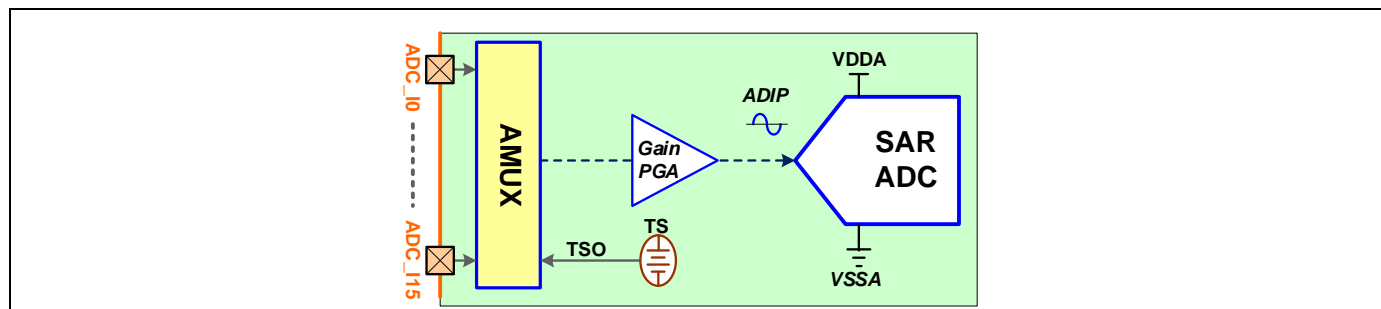 ADC_I0
ADC_I15
AMUX
Gain
PGA
TSO
TS
ADIP
VDDA
SAR
ADC
VSSA